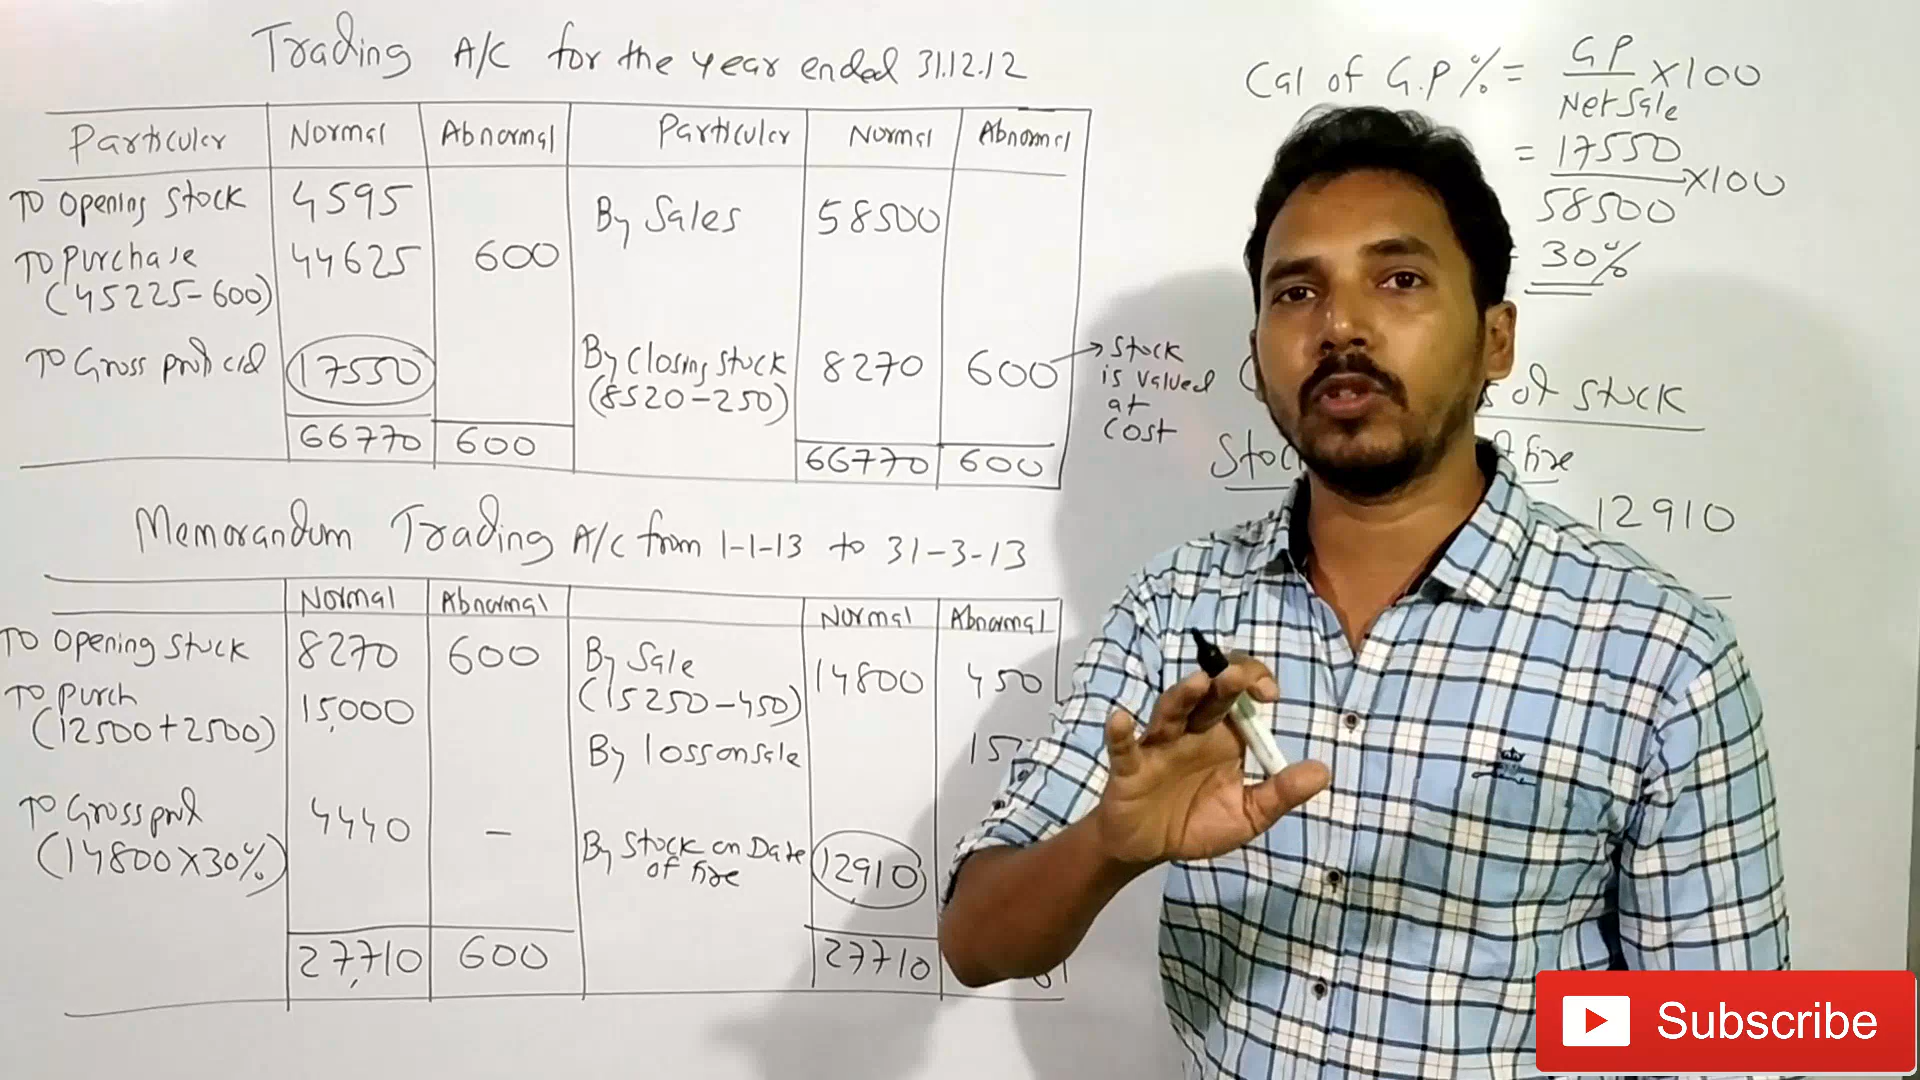 Trading A/C for the year ended 31.12.12
Particuler Normal Abnormal Particuler Normal Abnormal
TO Opening Stock 4595 By Sales 58500
TO Purchase 44625 600
(45225-600)
TO Gross profit c/d 17550 By Closing Stock 8270 600
(8520-250)
66770 600 66770 600
Stock
is valued
at
Cost
Memorandum Trading A/C from 1-1-13 to 31-3-13
Normal Abnormal Normal Abnormal
TO Opening Stock 8270 600 By Sale 14800 450
(15250-450)
TO Purch 15,000
(12500+2500)
By loss on sale
TO Gross prof 4440 -
(14800X30%)
By Stock on Date 12910
of fire
27,710 600 27710
Cal of G.P % = GP X100
Net Sale
= 17550 X100
58500
30%
of Stock
fire
12910
Subscribe